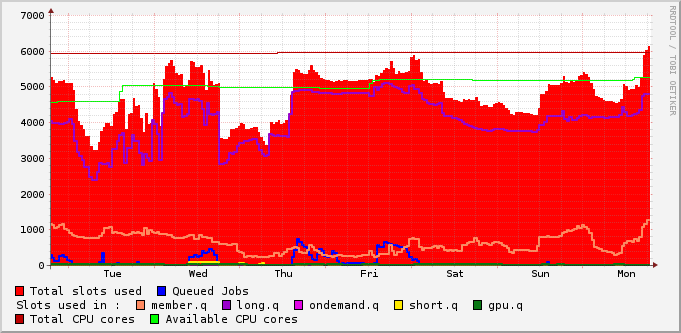 RRDTOOL / TOBI OETIKER
7000
6000
5000
4000
3000
2000
1000
0
Tue Wed Thu Fri Sat Sun Mon
Total slots used Queued Jobs
Slots used in : member.q long.q ondemand.q short.q gpu.q
Total CPU cores Available CPU cores